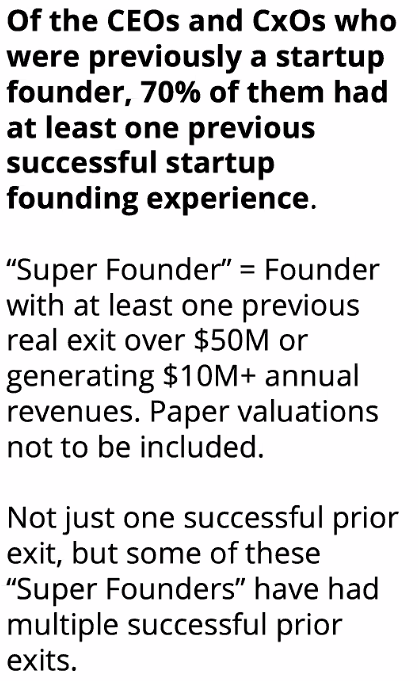 Of the CEOs and CxOs who
were previously a startup
founder, 70% of them had
at least one previous
successful startup
founding experience.
“Super Founder” = Founder
with at least one previous
real exit over $50M or
generating $10M+ annual
revenues. Paper valuations
not to be included.
Not just one successful prior
exit, but some of these
“Super Founders” have had
multiple successful prior
exits.